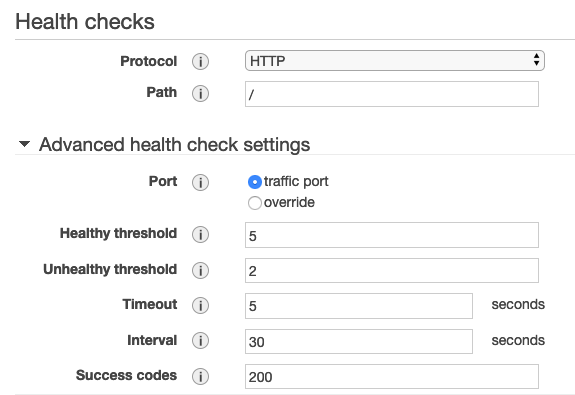 Health checks
Protocol i HTTP
Path i /
Advanced health check settings
Port i traffic port
override
Healthy threshold i 5
Unhealthy threshold i 2
Timeout i 5 seconds
Interval i 30 seconds
Success codes i 200